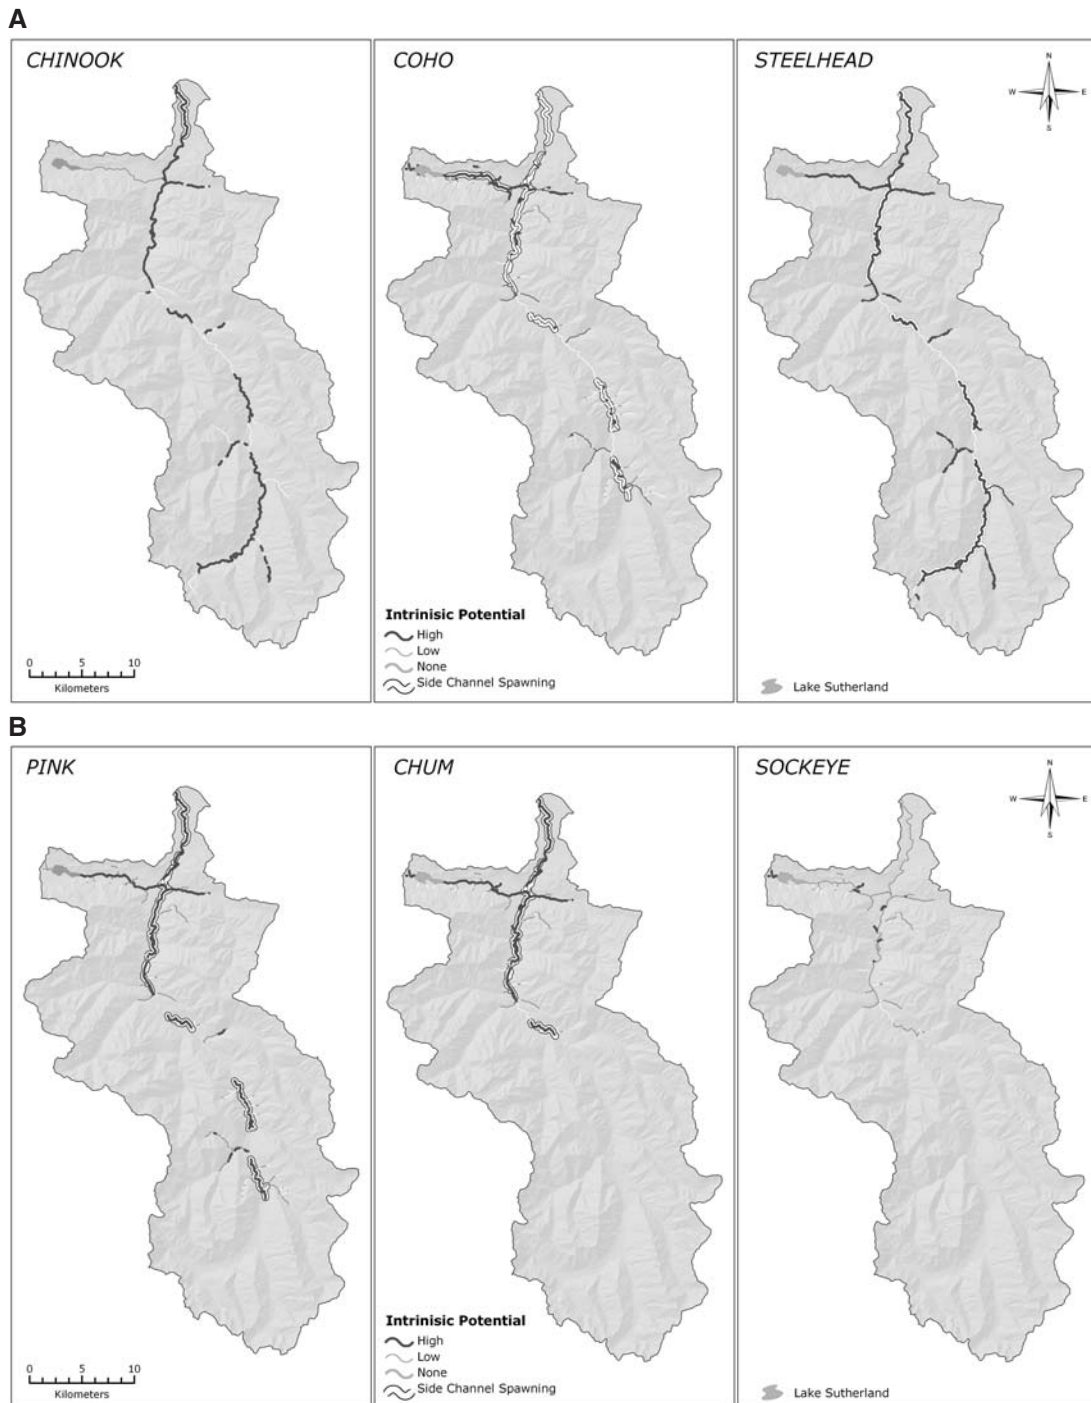 A
CHINOOK
COHO
STEELHEAD
N
W E
S
Intrinisic Potential
High
Low
None
Side Channel Spawning
0 5 10
Kilometers
Lake Sutherland
B
PINK
CHUM
SOCKEYE
N
W E
S
Intrinisic Potential
High
Low
None
Side Channel Spawning
0 5 10
Kilometers
Lake Sutherland